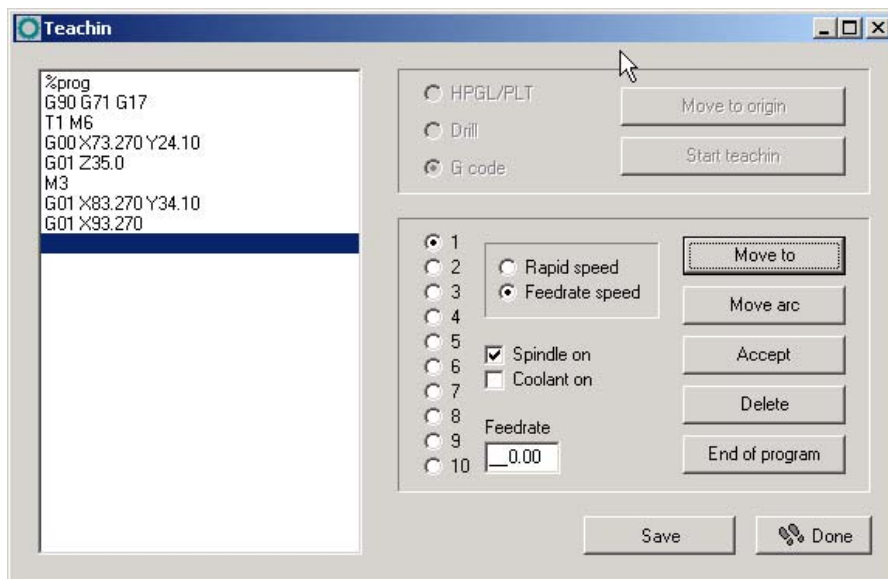 Teachin
%prog
G90 G71 G17
T1 M6
G00 X73.270 Y24.10
G01 Z35.0
M3
G01 X83.270 Y34.10
G01 X93.270
HPGL/PLT
Drill
G code
Move to origin
Start teachin
1
2
3
4
5
6
7
8
9
10
Rapid speed
Feedrate speed
Spindle on
Coolant on
Feedrate
__0.00
Move to
Move arc
Accept
Delete
End of program
Save
Done